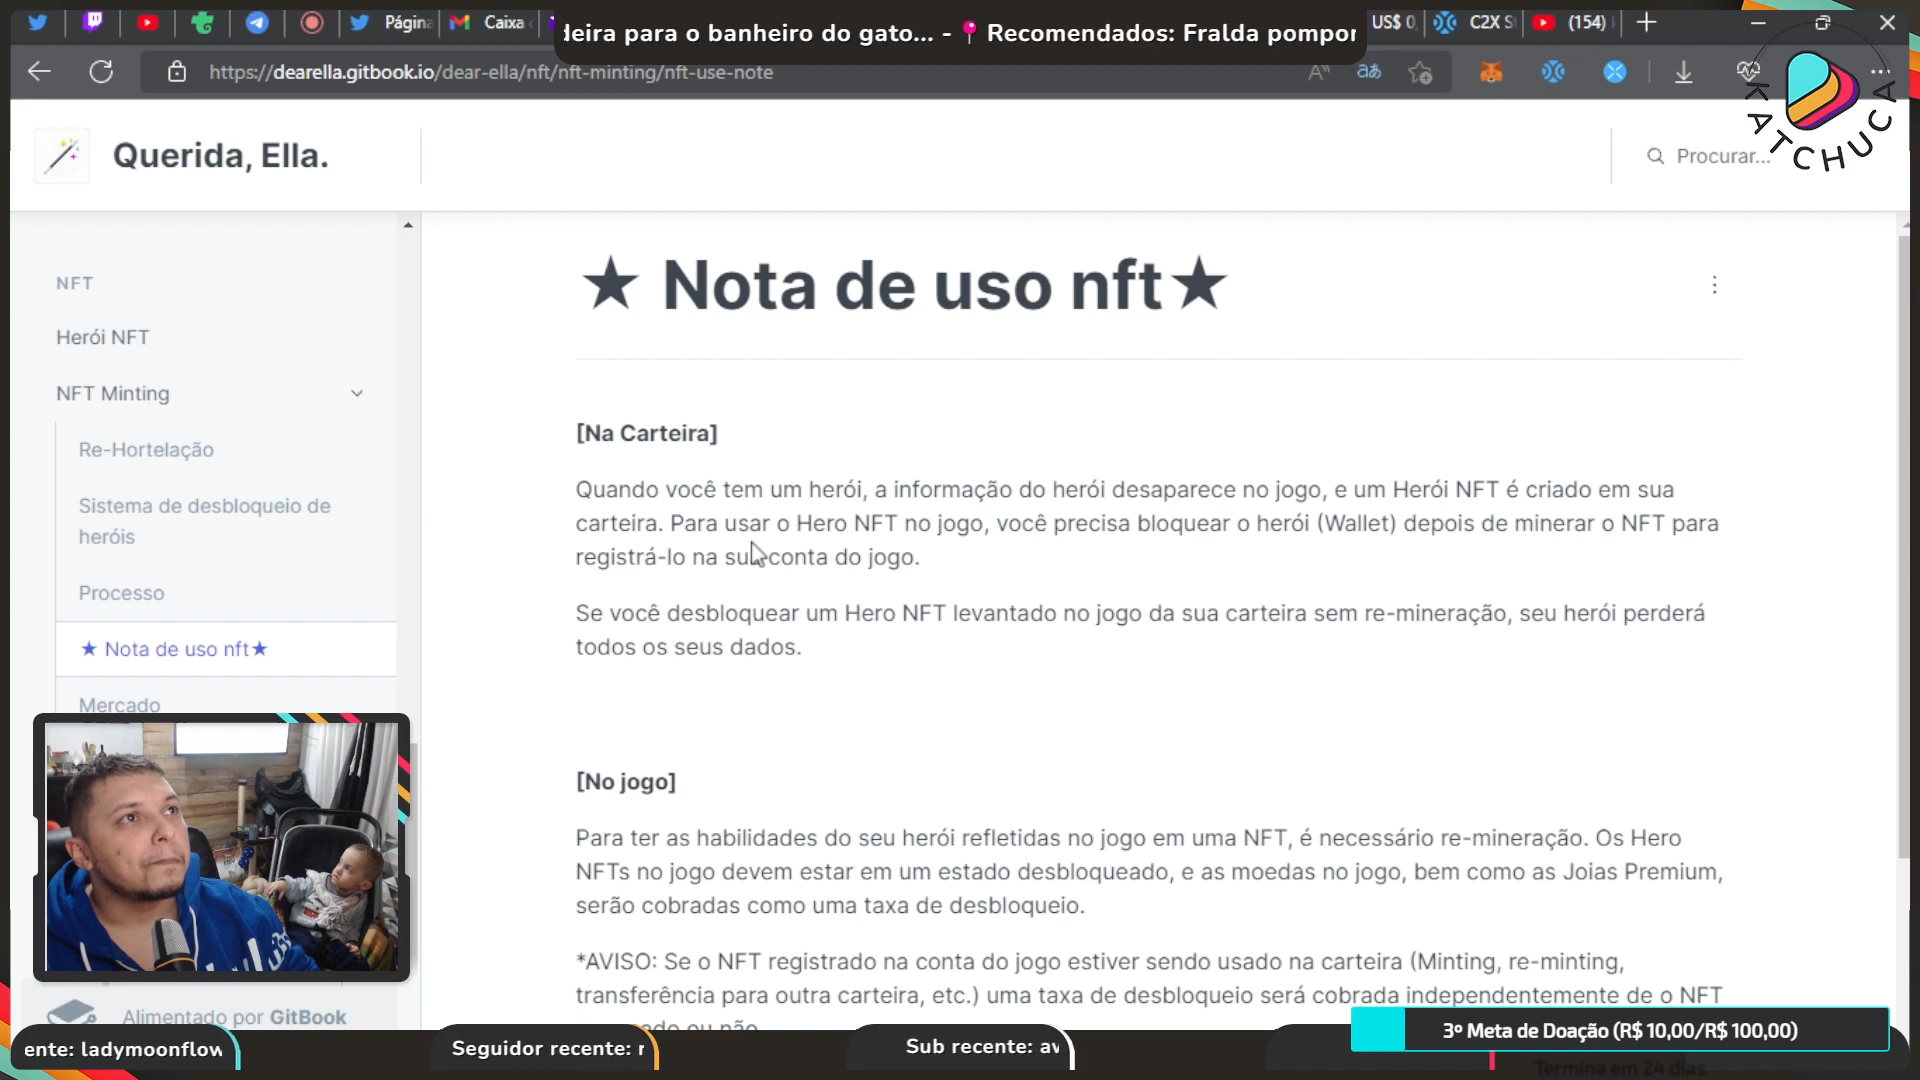 Página
Caixa
deira para o banheiro do gato... - 📍 Recomendados: Fralda pompor
US$ 0,
C2X S
(154)
https://dearella.gitbook.io/dear-ella/nft/nft-minting/nft-use-note
KATCHUCA
Querida, Ella.
Procurar...
NFT
Herói NFT
NFT Minting
Re-Hortelação
Sistema de desbloqueio de
heróis
Processo
★ Nota de uso nft★
Mercado
Alimentado por GitBook
★ Nota de uso nft★
[Na Carteira]
Quando você tem um herói, a informação do herói desaparece no jogo, e um Herói NFT é criado em sua
carteira. Para usar o Hero NFT no jogo, você precisa bloquear o herói (Wallet) depois de minerar o NFT para
registrá-lo na sua conta do jogo.
Se você desbloquear um Hero NFT levantado no jogo da sua carteira sem re-mineração, seu herói perderá
todos os seus dados.
[No jogo]
Para ter as habilidades do seu herói refletidas no jogo em uma NFT, é necessário re-mineração. Os Hero
NFTs no jogo devem estar em um estado desbloqueado, e as moedas no jogo, bem como as Joias Premium,
serão cobradas como uma taxa de desbloqueio.
*AVISO: Se o NFT registrado na conta do jogo estiver sendo usado na carteira (Minting, re-minting,
transferência para outra carteira, etc.) uma taxa de desbloqueio será cobrada independentemente de o NFT
ou não
3º Meta de Doação (R$ 10,00/R$ 100,00)
Termina em 24 dias
ente: ladymoonflow
Seguidor recente: r
Sub recente: av